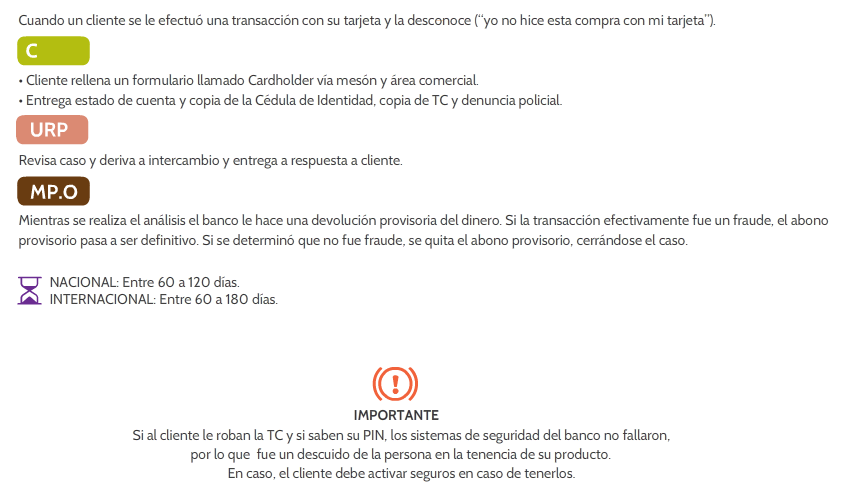 Cuando un cliente se le efectuó una transacción con su tarjeta y la desconoce (“yo no hice esta compra con mi tarjeta”).
C
• Cliente rellena un formulario llamado Cardholder vía mesón y área comercial.
• Entrega estado de cuenta y copia de la Cédula de Identidad, copia de TC y denuncia policial.
URP
Revisa caso y deriva a intercambio y entrega a respuesta a cliente.
MP.O
Mientras se realiza el análisis el banco le hace una devolución provisoria del dinero. Si la transacción efectivamente fue un fraude, el abono
provisorio pasa a ser definitivo. Si se determinó que no fue fraude, se quita el abono provisorio, cerrándose el caso.
NACIONAL: Entre 60 a 120 días.
INTERNACIONAL: Entre 60 a 180 días.
IMPORTANTE
Si al cliente le roban la TC y si saben su PIN, los sistemas de seguridad del banco no fallaron,
por lo que fue un descuido de la persona en la tenencia de su producto.
En caso, el cliente debe activar seguros en caso de tenerlos.